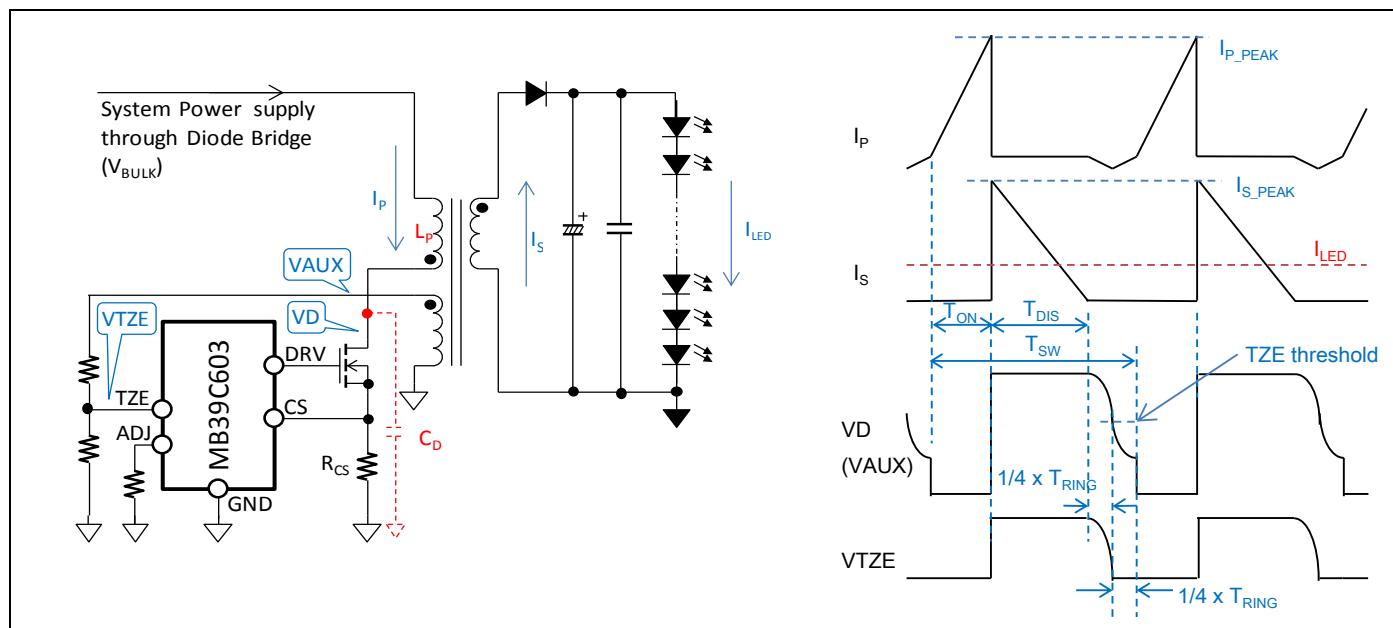 System Power supply
through Diode Bridge
(VBULK)
IP
LP
IS
ILED
+
VAUX
VD
VTZE
MB39C603
DRV
TZE
CS
ADJ
GND
RCS
CD
IP
IP_PEAK
IS
IS_PEAK
ILED
TON
TDIS
TSW
TZE threshold
VD
(VAUX)
1/4 x TRING
VTZE
1/4 x TRING